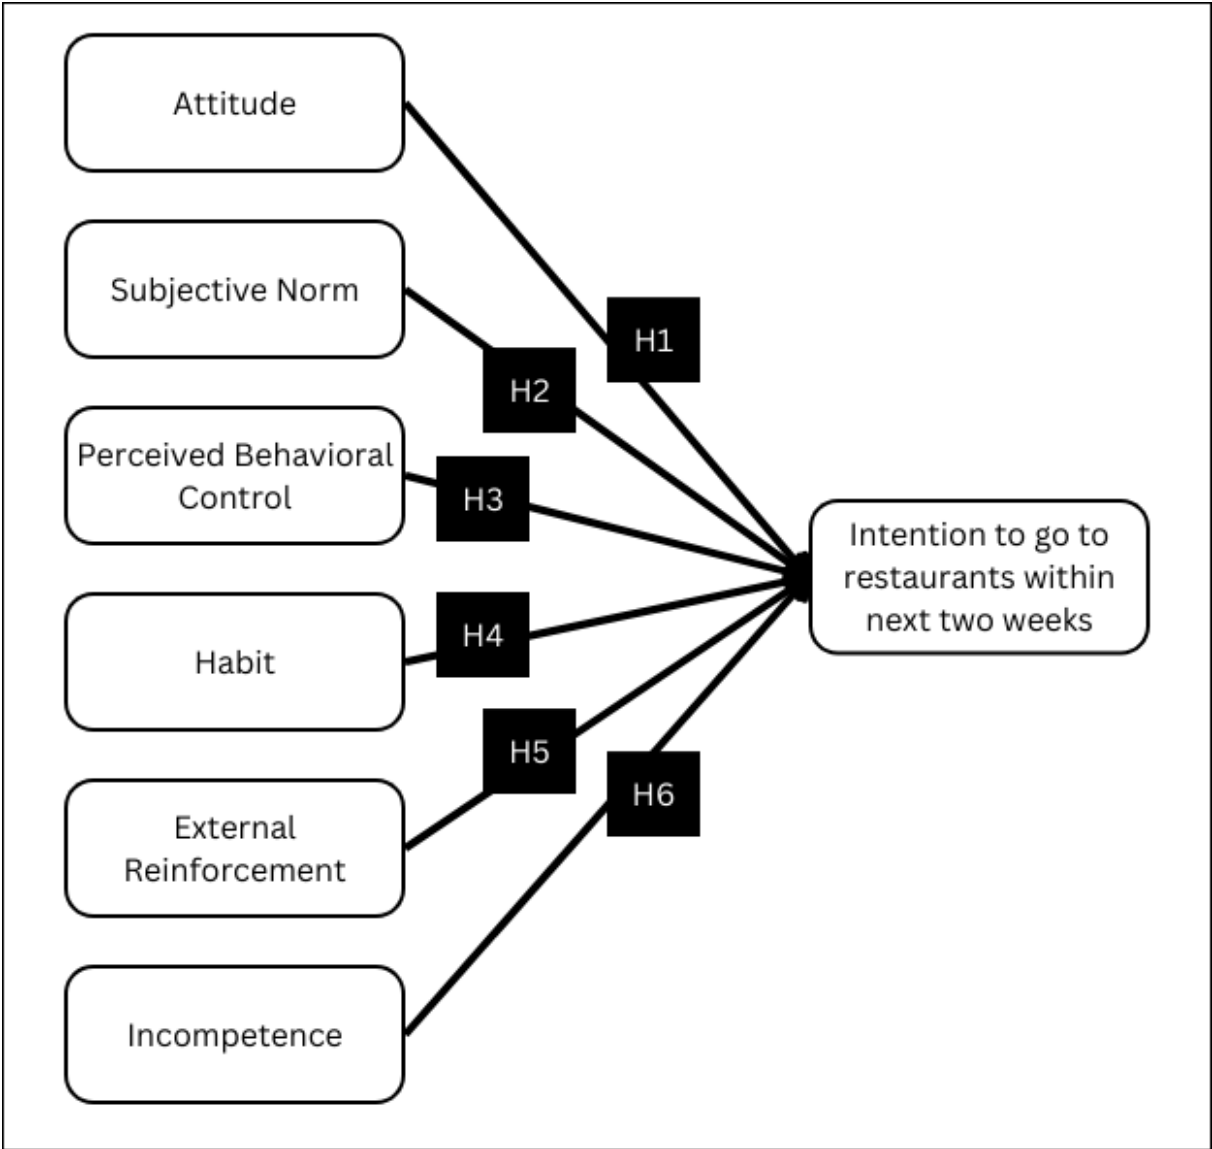 Attitude
Subjective Norm
Perceived Behavioral
Control
Habit
External
Reinforcement
Incompetence
H1
H2
H3
H4
H5
H6
Intention to go to
restaurants within
next two weeks